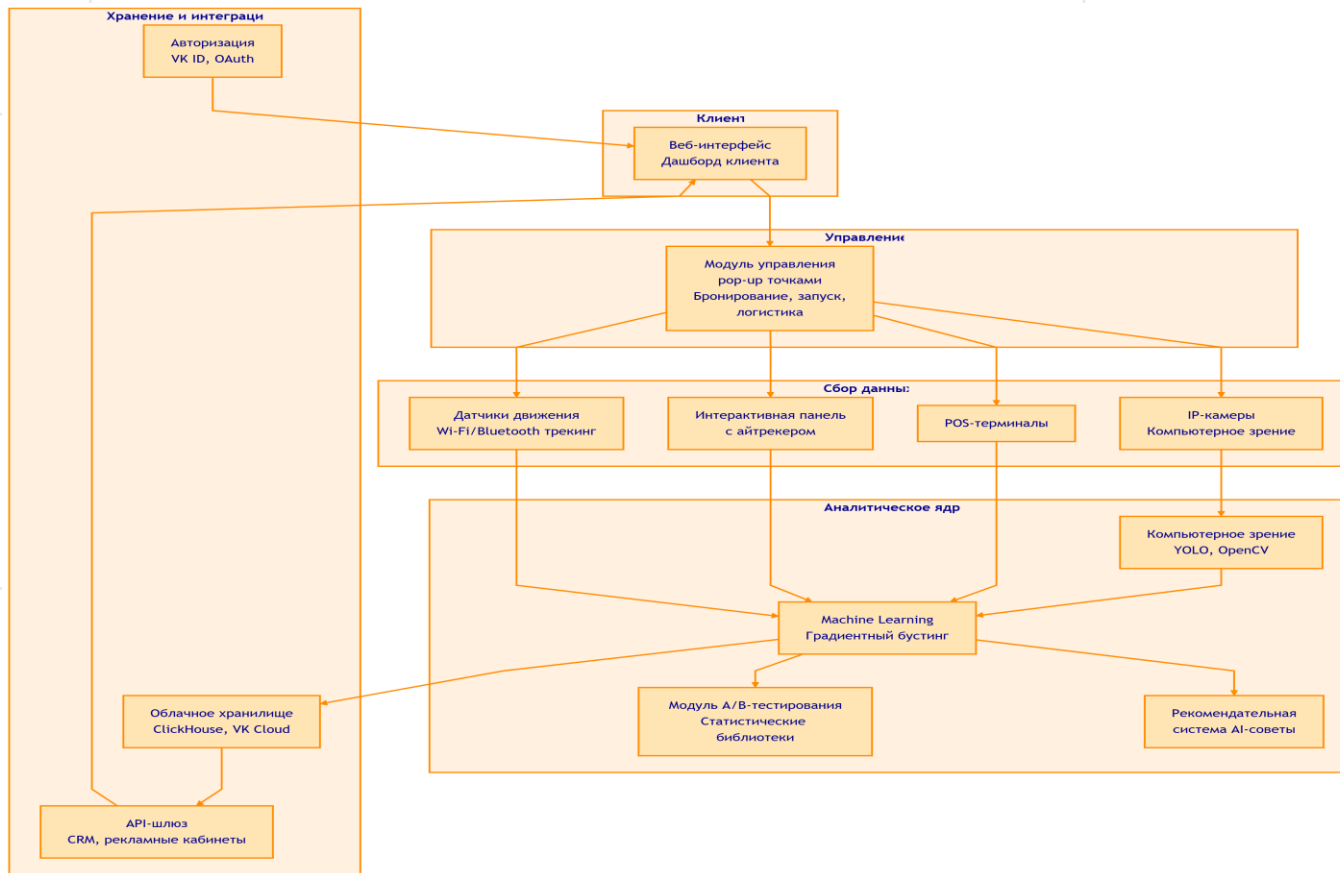 Хранение и интеграци
Авторизация
VK ID, OAuth
Клиент
Веб-интерфейс
Дашборд клиента
Управление
Модуль управления
pop-up точками
Бронирование, запуск,
логистика
Сбор данны:
Датчики движения
Wi-Fi/Bluetooth трекинг
Интерактивная панель
с айтрекером
POS-терминалы
IP-камеры
Компьютерное зрение
Аналитическое ядр
Компьютерное зрение
YOLO, OpenCV
Machine Learning
Градиентный бустинг
Облачное хранилище
ClickHouse, VK Cloud
Модуль A/B-тестирования
Статистические
библиотеки
Рекомендательная
система AI-советы
API-шлюз
CRM, рекламные кабинеты